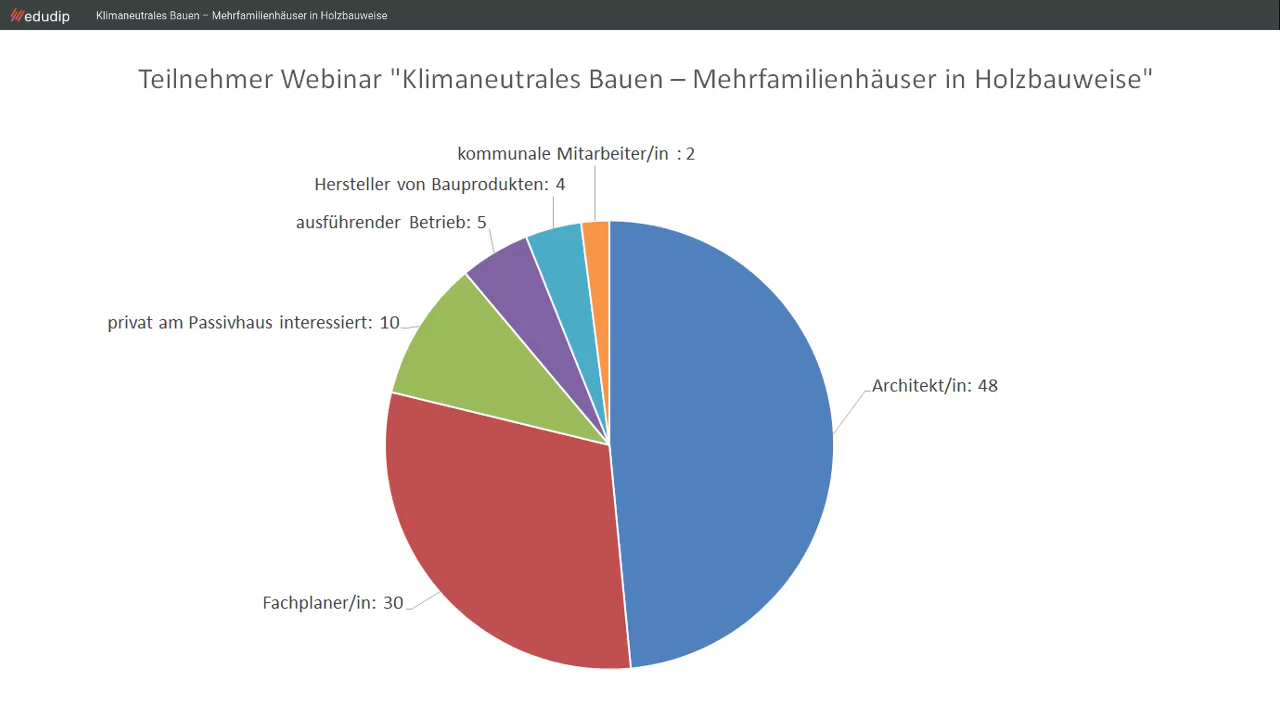 edudip
Klimaneutrales Bauen – Mehrfamilienhäuser in Holzbauweise
Teilnehmer Webinar "Klimaneutrales Bauen – Mehrfamilienhäuser in Holzbauweise"
kommunale Mitarbeiter/in : 2
Hersteller von Bauprodukten: 4
ausführender Betrieb: 5
privat am Passivhaus interessiert: 10
Architekt/in: 48
Fachplaner/in: 30